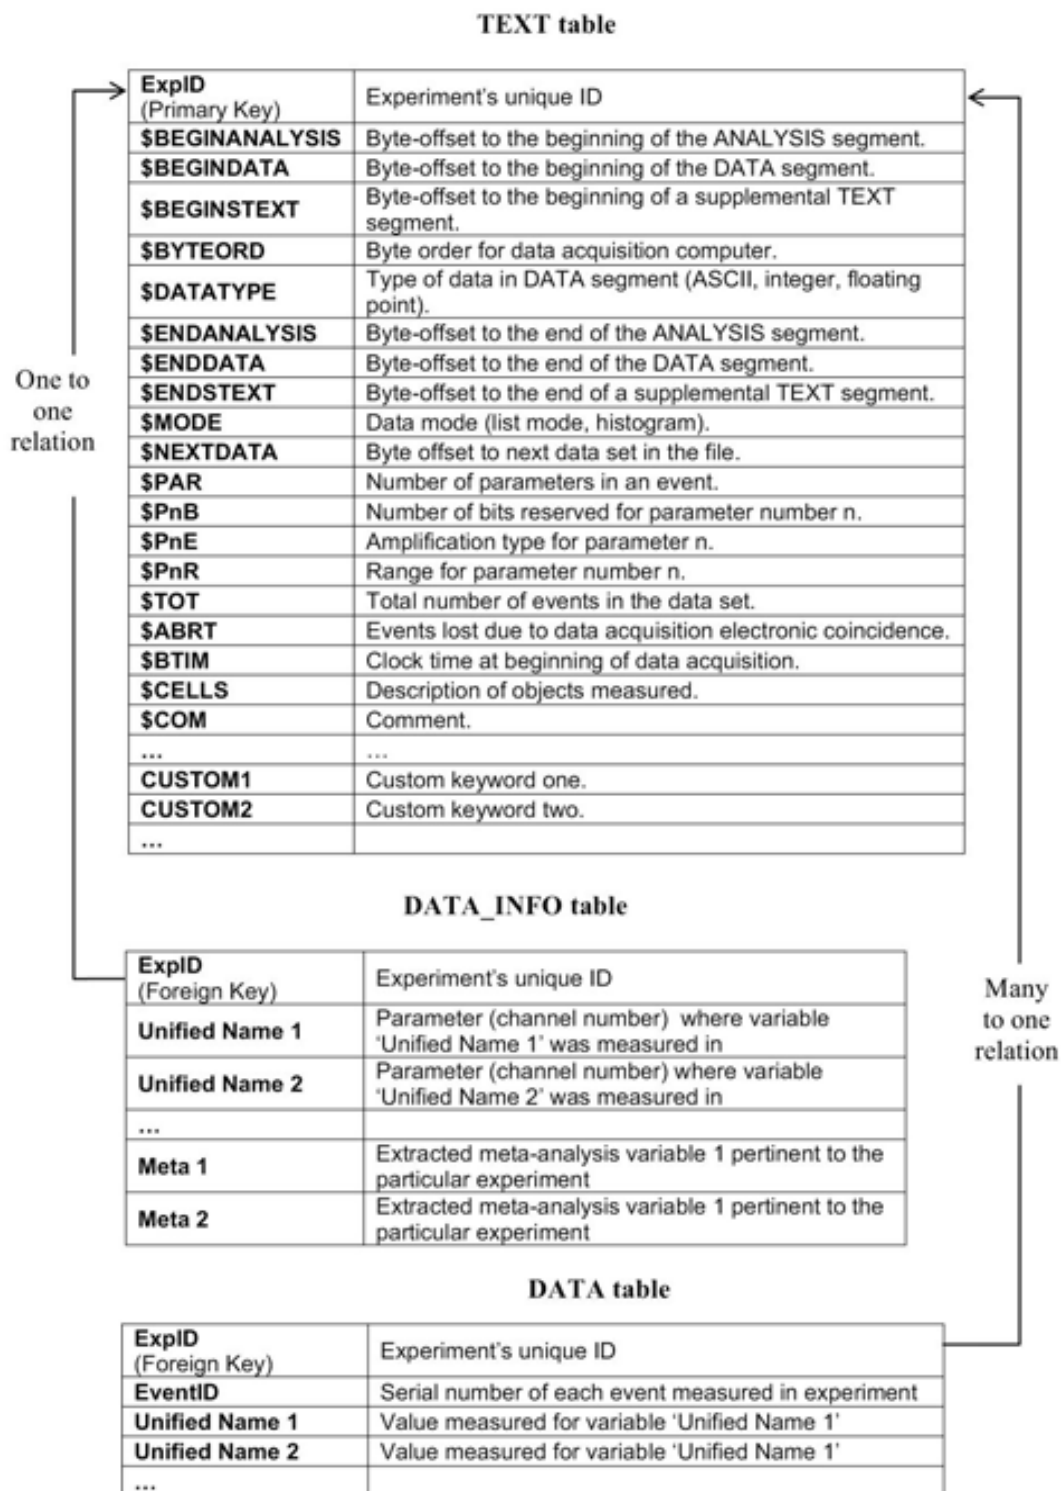 TEXT table
ExpID
(Primary Key)
Experiment's unique ID
$BEGINANALYSIS Byte-offset to the beginning of the ANALYSIS segment.
$BEGINDATA Byte-offset to the beginning of the DATA segment.
$BEGINSTEXT Byte-offset to the beginning of a supplemental TEXT
segment.
$BYTEORD Byte order for data acquisition computer.
$DATATYPE Type of data in DATA segment (ASCII, integer, floating
point).
$ENDANALYSIS Byte-offset to the end of the ANALYSIS segment.
$ENDDATA Byte-offset to the end of the DATA segment.
$ENDSTEXT Byte-offset to the end of a supplemental TEXT segment.
$MODE Data mode (list mode, histogram).
$NEXTDATA Byte offset to next data set in the file.
$PAR Number of parameters in an event.
$PnB Number of bits reserved for parameter number n.
$PnE Amplification type for parameter n.
$PnR Range for parameter number n.
$TOT Total number of events in the data set.
$ABRT Events lost due to data acquisition electronic coincidence.
$BTIM Clock time at beginning of data acquisition.
$CELLS Description of objects measured.
$COM Comment.
... ...
CUSTOM1 Custom keyword one.
CUSTOM2 Custom keyword two.
...
One to
one
relation
DATA_INFO table
ExpID
(Foreign Key)
Experiment's unique ID
Unified Name 1 Parameter (channel number) where variable
'Unified Name 1' was measured in
Unified Name 2 Parameter (channel number) where variable
'Unified Name 2' was measured in
...
Meta 1 Extracted meta-analysis variable 1 pertinent to the
particular experiment
Meta 2 Extracted meta-analysis variable 1 pertinent to the
particular experiment
Many
to one
relation
DATA table
ExpID
(Foreign Key)
Experiment's unique ID
EventID Serial number of each event measured in experiment
Unified Name 1 Value measured for variable 'Unified Name 1'
Unified Name 2 Value measured for variable 'Unified Name 1'
...